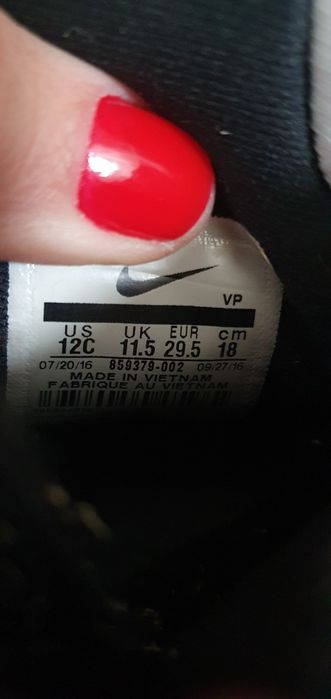 VP
US UK EUR cm
12C 11.5 29.5 18
07/20/16 859379-002 09/27/16
MADE IN VIETNAM
FABRIQUE AU VIETNAM